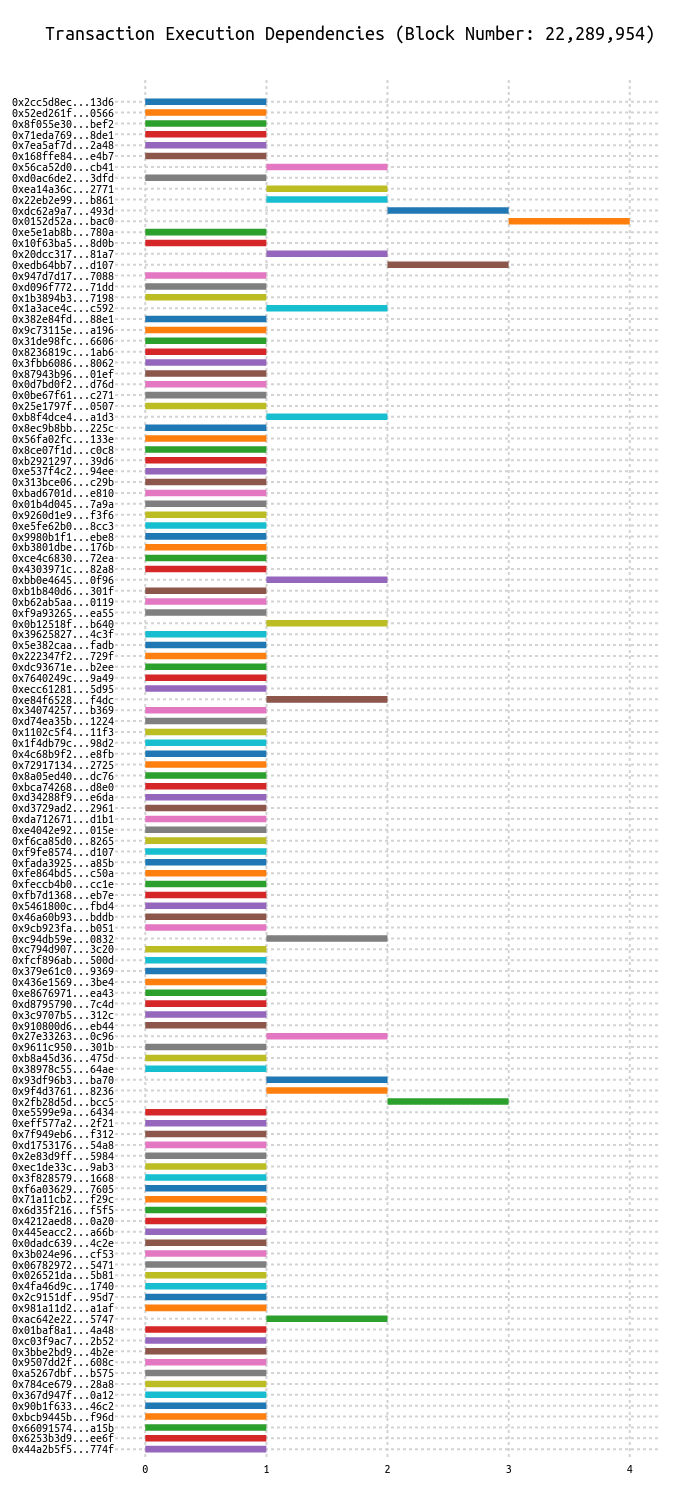 Transaction Execution Dependencies (Block Number: 22,289,954)
0x2cc5d8ec...13d6
0x52ed261f...0566
0x8f055e30...bef2
0x71eda769...8de1
0x7ea5af7d...2a48
0x168ffe84...e4b7
0x56ca52d0...cb41
0xd0ac6de2...3dfd
0xea14a36c...2771
0x22eb2e99...b861
0xdc62a9a7...493d
0x0152d52a...bac0
0xe5e1ab8b...780a
0x10f63ba5...8d0b
0x20dcc317...81a7
0xedb64bb7...d107
0x947d7d17...7088
0xd096f772...71dd
0x1b3894b3...7198
0x1a3ace4c...c592
0x382e84fd...88e1
0x9c73115e...a196
0x31de98fc...6606
0x8236819c...1ab6
0x3fbb6086...8062
0x87943b96...01ef
0x0d7bd0f2...d76d
0x0be67f61...c271
0x25e1797f...0507
0xb8f4dce4...a1d3
0x8ec9b8bb...225c
0x56fa02fc...133e
0x8ce07f1d...c0c8
0xb2921297...39d6
0xe537f4c2...94ee
0x313bce06...c29b
0xbad6701d...e810
0x01b4d045...7a9a
0x9260d1e9...f3f6
0xe5fe62b0...8cc3
0x9980b1f1...ebe8
0xb3801dbe...176b
0xce4c6830...72ea
0x4303971c...82a8
0xbb0e4645...0f96
0xb1b840d6...301f
0xb62ab5aa...0119
0xf9a93265...ea55
0x0b12518f...b640
0x39625827...4c3f
0x5e382caa...fadb
0x222347f2...729f
0xdc93671e...b2ee
0x7640249c...9a49
0xecc61281...5d95
0xe84f6528...f4dc
0x34074257...b369
0xd74ea35b...1224
0x1102c5f4...11f3
0x1f4db79c...98d2
0x4c68b9f2...e8fb
0x72917134...2725
0x8a05ed40...dc76
0xbca74268...d8e0
0xd34288f9...e6da
0xd3729ad2...2961
0xda712671...d1b1
0xe4042e92...015e
0xf6ca85d0...8265
0xf9fe8574...d107
0xfada3925...a85b
0xfe864bd5...c50a
0xfeccb4b0...cc1e
0xfb7d1368...eb7e
0x5461800c...fbd4
0x46a60b93...bddb
0x9cb923fa...b051
0xc94db59e...0832
0xc794d907...3c20
0xfcf896ab...500d
0x379e61c0...9369
0x436e1569...3be4
0xe8676971...ea43
0xd8795790...7c4d
0x3c9707b5...312c
0x910800d6...eb44
0x27e33263...0c96
0x9611c950...301b
0xb8a45d36...475d
0x38978c55...64ae
0x93df96b3...ba70
0x9f4d3761...8236
0x2fb28d5d...bcc5
0xe5599e9a...6434
0xeff577a2...2f21
0x7f949eb6...f312
0xd1753176...54a8
0x2e83d9ff...5984
0xec1de33c...9ab3
0x3f828579...1668
0xf6a03629...7605
0x71a11cb2...f29c
0x6d35f216...f5f5
0x4212aed8...0a20
0x445eacc2...a66b
0x0dadc639...4c2e
0x3b024e96...cf53
0x06782972...5471
0x026521da...5b81
0x4fa46d9c...1740
0x2c9151df...95d7
0x981a11d2...a1af
0xac642e22...5747
0x01baf8a1...4a48
0xc03f9ac7...2b52
0x3bbe2bd9...4b2e
0x9507dd2f...608c
0xa5267dbf...b575
0x784ce679...28a8
0x367d947f...0a12
0x90b1f633...46c2
0xbcb9445b...f96d
0x66091574...a15b
0x6253b3d9...ee6f
0x44a2b5f5...774f
0 1 2 3 4